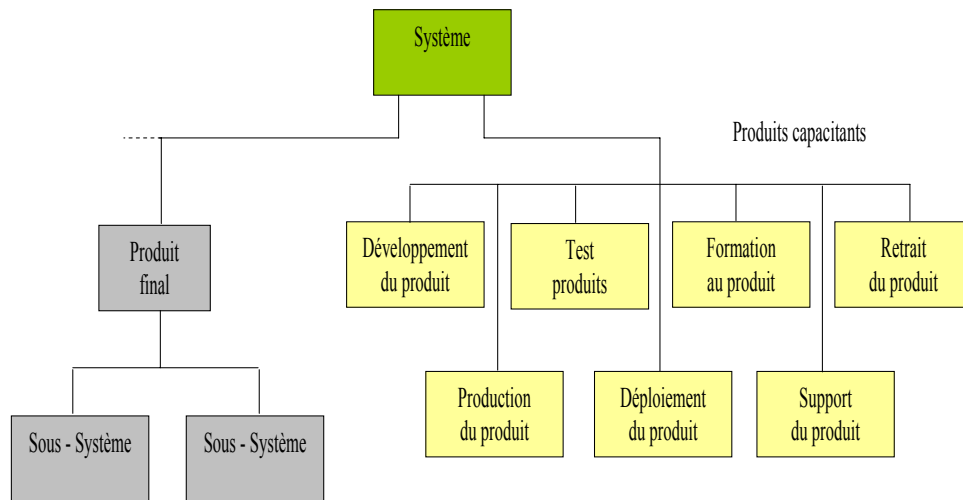 Système
Produits capacitants
Produit
final
Développement
du produit
Test
produits
Formation
au produit
Retrait
du produit
Production
du produit
Déploiement
du produit
Support
du produit
Sous - Système
Sous - Système